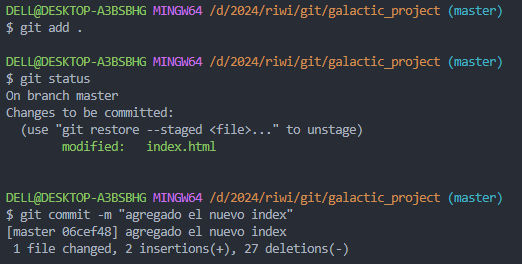 DELL@DESKTOP-A3BSBHG MINGW64 /d/2024/riwi/git/galactic_project (master)
$ git add .
DELL@DESKTOP-A3BSBHG MINGW64 /d/2024/riwi/git/galactic_project (master)
$ git status
On branch master
Changes to be committed:
  (use "git restore --staged <file>..." to unstage)
        modified:   index.html
DELL@DESKTOP-A3BSBHG MINGW64 /d/2024/riwi/git/galactic_project (master)
$ git commit -m "agregado el nuevo index"
[master 06cef48] agregado el nuevo index
 1 file changed, 2 insertions(+), 27 deletions(-)